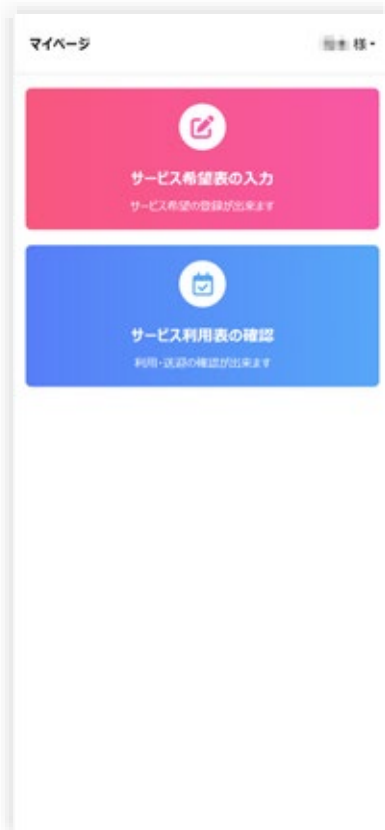 マイページ
様
サービス希望表の入力
サービス希望の登録が出来ます
サービス利用表の確認
利用・送迎の確認が出来ます